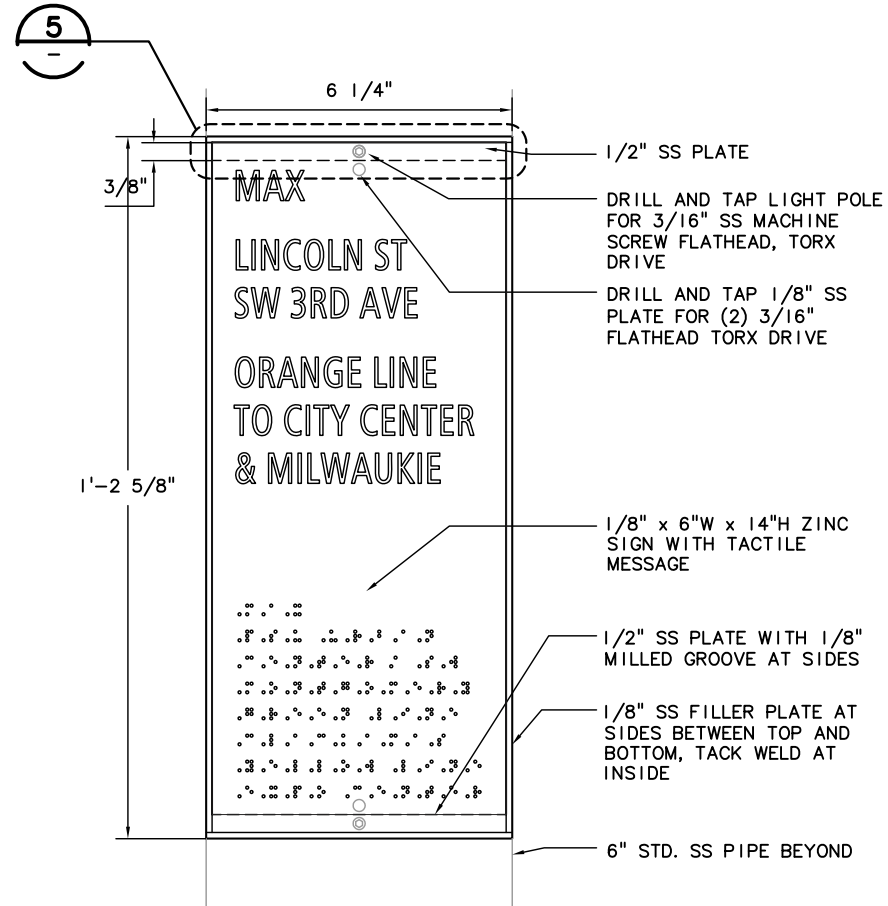 5
-
6 1/4"
3/8"
1'-2 5/8"
MAX
LINCOLN ST
SW 3RD AVE
ORANGE LINE
TO CITY CENTER
& MILWAUKIE
1/2" SS PLATE
DRILL AND TAP LIGHT POLE
FOR 3/16" SS MACHINE
SCREW FLATHEAD, TORX
DRIVE
DRILL AND TAP 1/8" SS
PLATE FOR (2) 3/16"
FLATHEAD TORX DRIVE
1/8" x 6"W x 14"H ZINC
SIGN WITH TACTILE
MESSAGE
1/2" SS PLATE WITH 1/8"
MILLED GROOVE AT SIDES
1/8" SS FILLER PLATE AT
SIDES BETWEEN TOP AND
BOTTOM, TACK WELD AT
INSIDE
6" STD. SS PIPE BEYOND